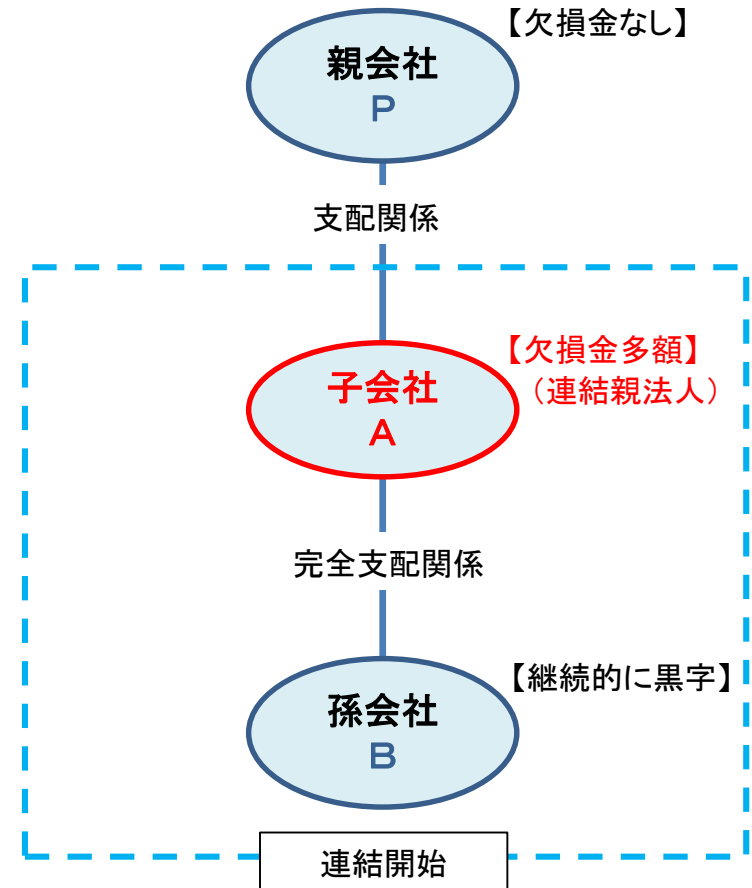 【欠損金なし】
親会社
P
支配関係
【欠損金多額】
（連結親法人）
子会社
A
完全支配関係
【継続的に黒字】
孫会社
B
連結開始